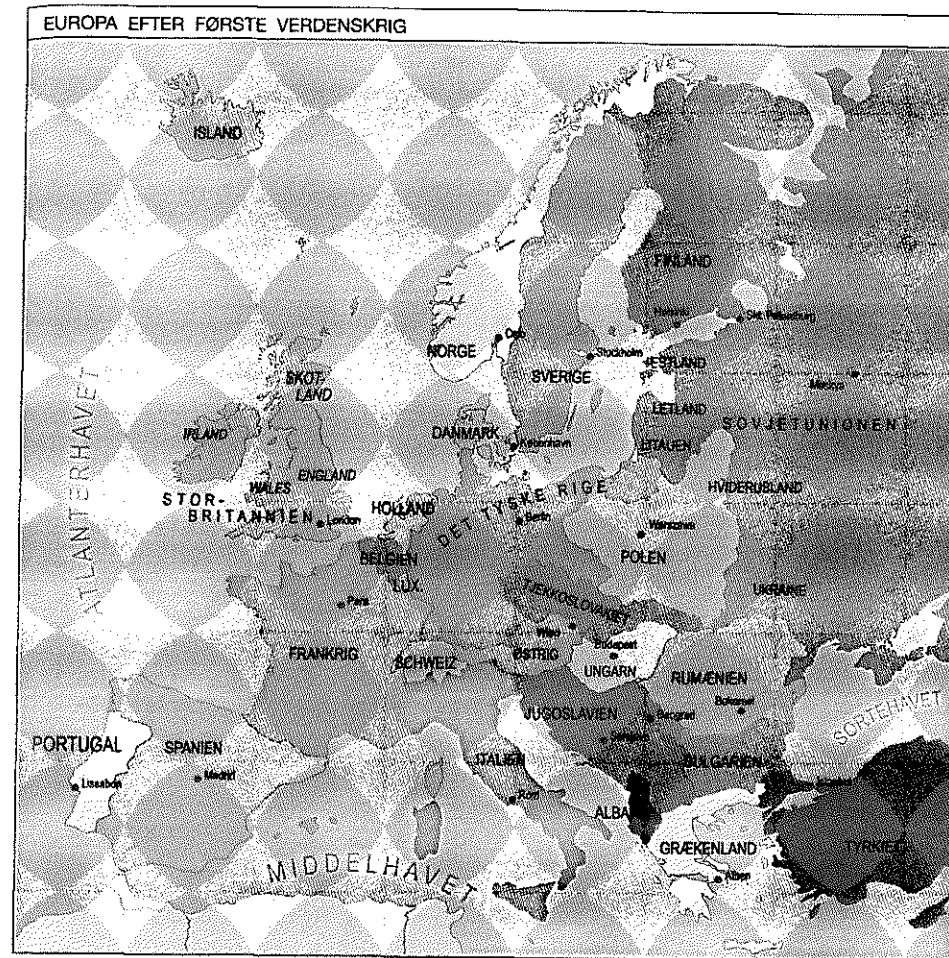 EUROPA EFTER FØRSTE VERDENSKRIG
ISLAND
FINLAND
Helsinki
Skt. Petersborg
NORGE
Oslo
Stockholm
SVERIGE
ESTLAND
Moskva
SKOT-
LAND
LETLAND
SOVJETUNIONEN
IRLAND
DANMARK
København
LITAUEN
ATLANTERHAVET
ENGLAND
WALES
STOR-
BRITANNIEN
London
HOLLAND
DET TYSKE RIGE
Berlin
HVIDERUSLAND
Warszawa
POLEN
BELGIEN
LUX.
Paris
TJEKKOSLOVAKIET
UKRAINE
Wien
FRANKRIG
SCHWEIZ
ØSTRIG
Budapest
UNGARN
RUMÆNIEN
JUGOSLAVIEN
Beograd
Bukarest
SORTEHAVET
PORTUGAL
SPANIEN
Sarajevo
ITALIEN
BULGARIEN
Lissabon
Madrid
Rom
Istanbul
ALBA
GRÆKENLAND
TYRKIET
MIDDELHAVET
Athen